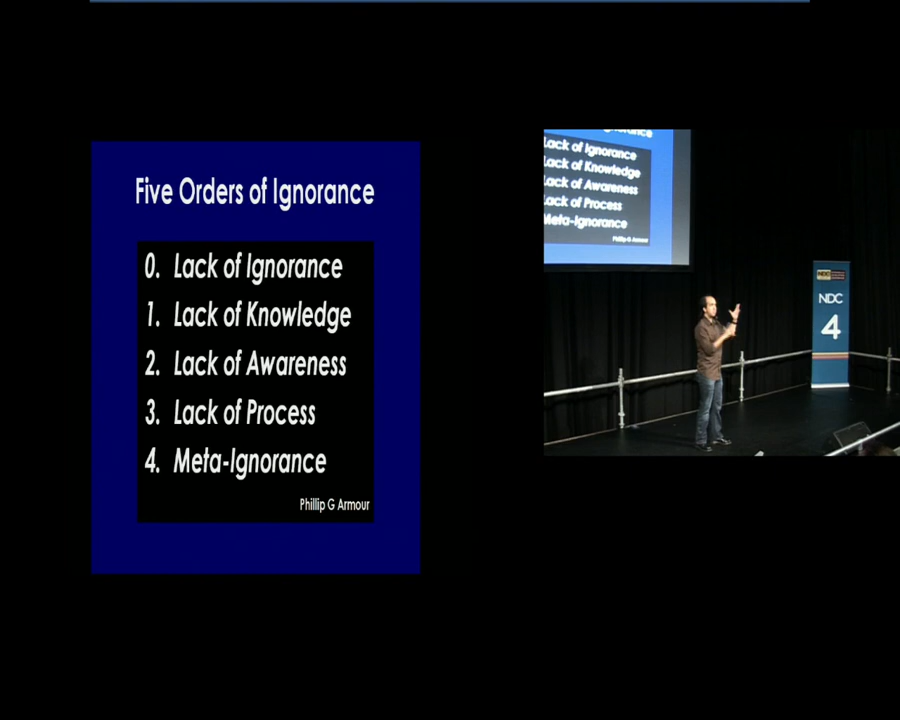 Five Orders of Ignorance
0. Lack of Ignorance
1. Lack of Knowledge
2. Lack of Awareness
3. Lack of Process
4. Meta-Ignorance
Phillip G Armour
Lack of Ignorance
Lack of Knowledge
Lack of Awareness
Lack of Process
Meta-Ignorance
Phillip G Armour
NDC
4